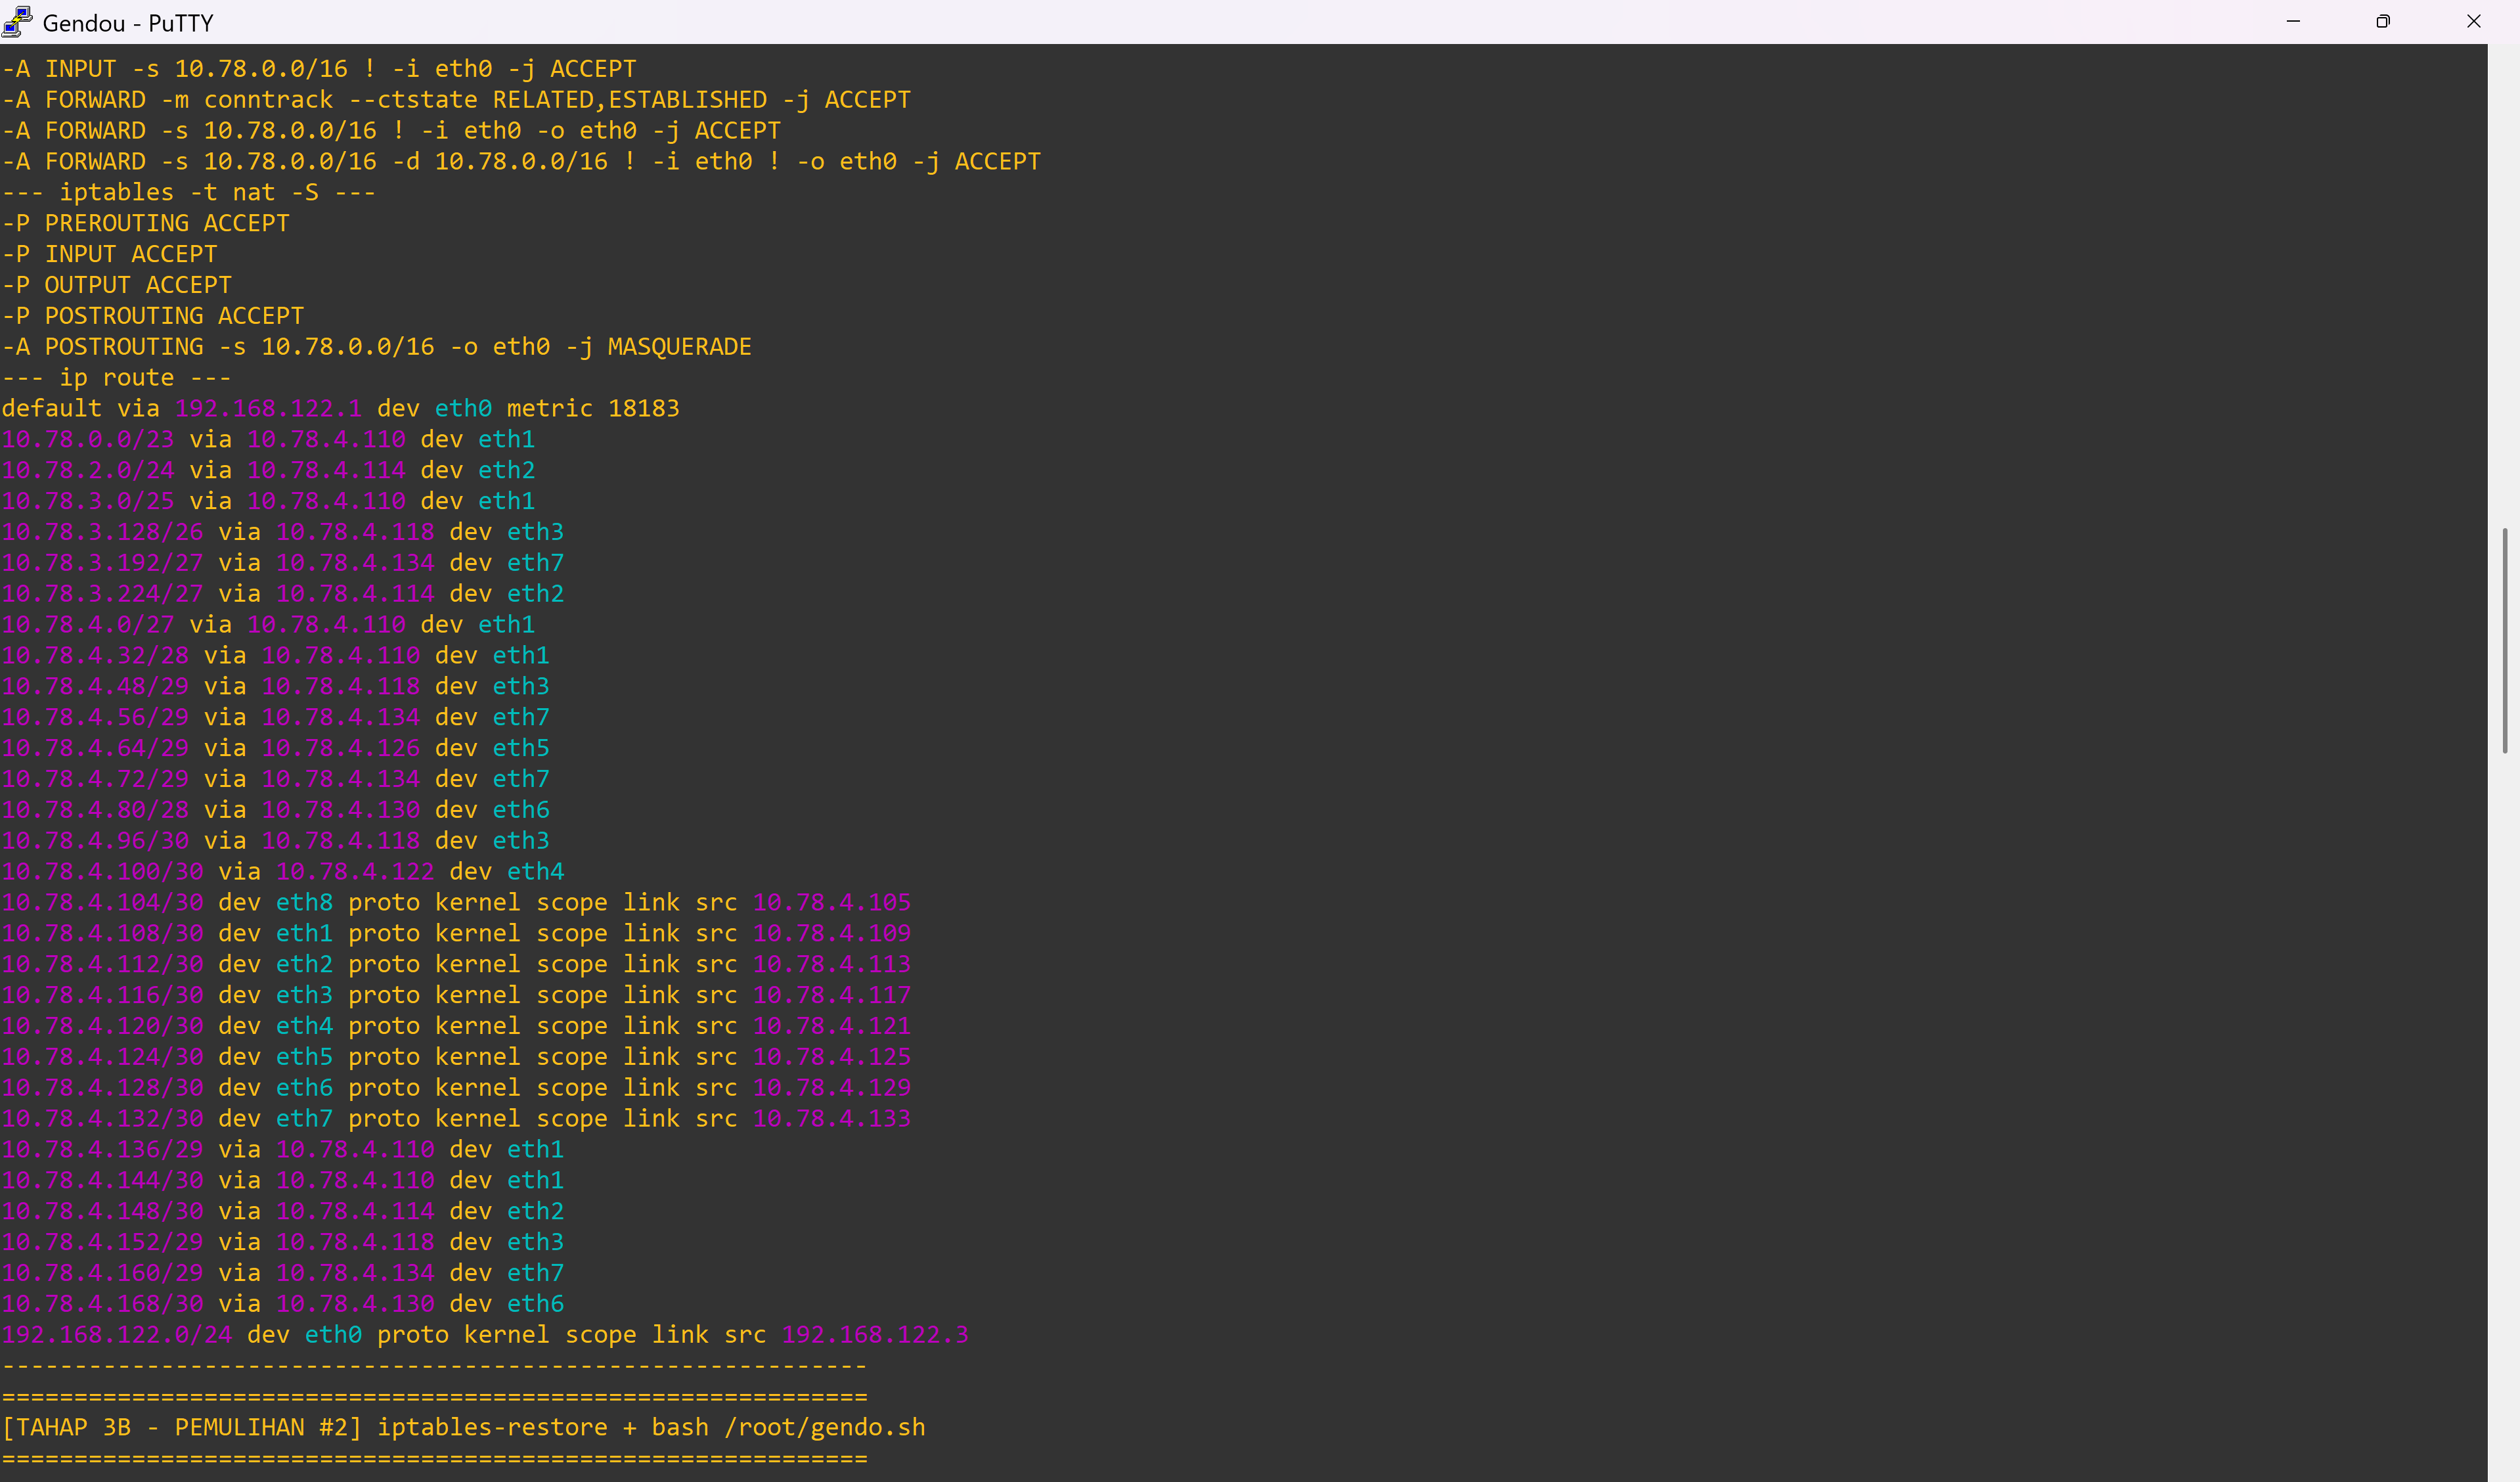 Gendou - PuTTY
-A INPUT -s 10.78.0.0/16 ! -i eth0 -j ACCEPT
-A FORWARD -m conntrack --ctstate RELATED,ESTABLISHED -j ACCEPT
-A FORWARD -s 10.78.0.0/16 ! -i eth0 -o eth0 -j ACCEPT
-A FORWARD -s 10.78.0.0/16 -d 10.78.0.0/16 ! -i eth0 ! -o eth0 -j ACCEPT
--- iptables -t nat -S ---
-P PREROUTING ACCEPT
-P INPUT ACCEPT
-P OUTPUT ACCEPT
-P POSTROUTING ACCEPT
-A POSTROUTING -s 10.78.0.0/16 -o eth0 -j MASQUERADE
--- ip route ---
default via 192.168.122.1 dev eth0 metric 18183
10.78.0.0/23 via 10.78.4.110 dev eth1
10.78.2.0/24 via 10.78.4.114 dev eth2
10.78.3.0/25 via 10.78.4.110 dev eth1
10.78.3.128/26 via 10.78.4.118 dev eth3
10.78.3.192/27 via 10.78.4.134 dev eth7
10.78.3.224/27 via 10.78.4.114 dev eth2
10.78.4.0/27 via 10.78.4.110 dev eth1
10.78.4.32/28 via 10.78.4.110 dev eth1
10.78.4.48/29 via 10.78.4.118 dev eth3
10.78.4.56/29 via 10.78.4.134 dev eth7
10.78.4.64/29 via 10.78.4.126 dev eth5
10.78.4.72/29 via 10.78.4.134 dev eth7
10.78.4.80/28 via 10.78.4.130 dev eth6
10.78.4.96/30 via 10.78.4.118 dev eth3
10.78.4.100/30 via 10.78.4.122 dev eth4
10.78.4.104/30 dev eth8 proto kernel scope link src 10.78.4.105
10.78.4.108/30 dev eth1 proto kernel scope link src 10.78.4.109
10.78.4.112/30 dev eth2 proto kernel scope link src 10.78.4.113
10.78.4.116/30 dev eth3 proto kernel scope link src 10.78.4.117
10.78.4.120/30 dev eth4 proto kernel scope link src 10.78.4.121
10.78.4.124/30 dev eth5 proto kernel scope link src 10.78.4.125
10.78.4.128/30 dev eth6 proto kernel scope link src 10.78.4.129
10.78.4.132/30 dev eth7 proto kernel scope link src 10.78.4.133
10.78.4.136/29 via 10.78.4.110 dev eth1
10.78.4.144/30 via 10.78.4.110 dev eth1
10.78.4.148/30 via 10.78.4.114 dev eth2
10.78.4.152/29 via 10.78.4.118 dev eth3
10.78.4.160/29 via 10.78.4.134 dev eth7
10.78.4.168/30 via 10.78.4.130 dev eth6
192.168.122.0/24 dev eth0 proto kernel scope link src 192.168.122.3
------------------------------------------------------------
============================================================
[TAHAP 3B - PEMULIHAN #2] iptables-restore + bash /root/gendo.sh
============================================================